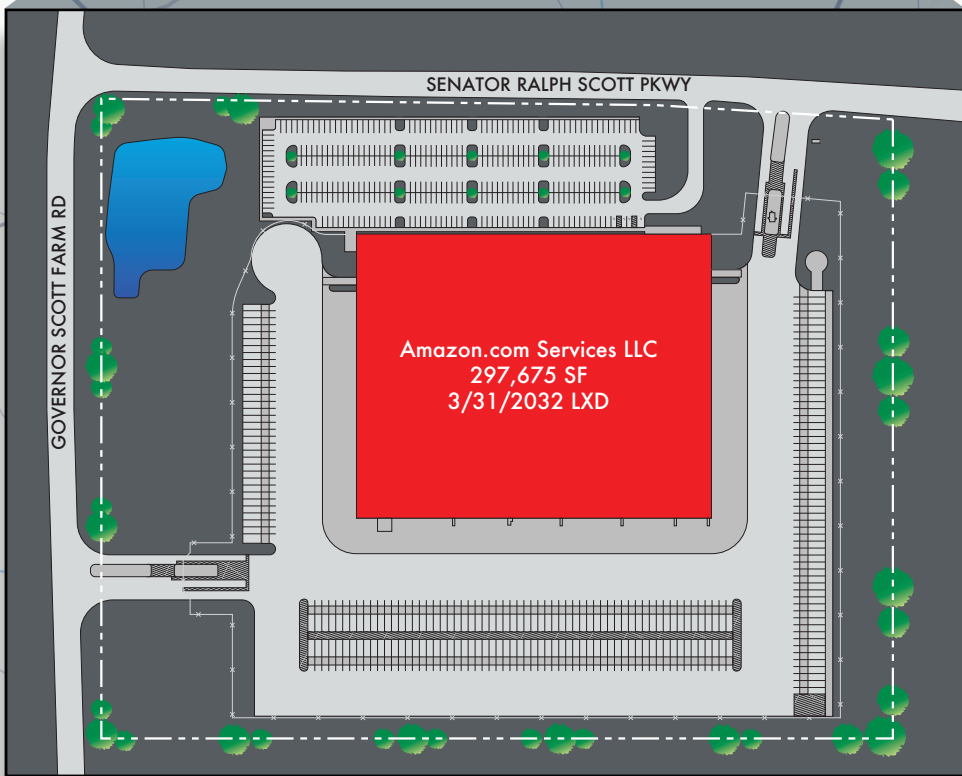 SENATOR RALPH SCOTT PKWY
GOVERNOR SCOTT FARM RD
Amazon.com Services LLC
297,675 SF
3/31/2032 LXD